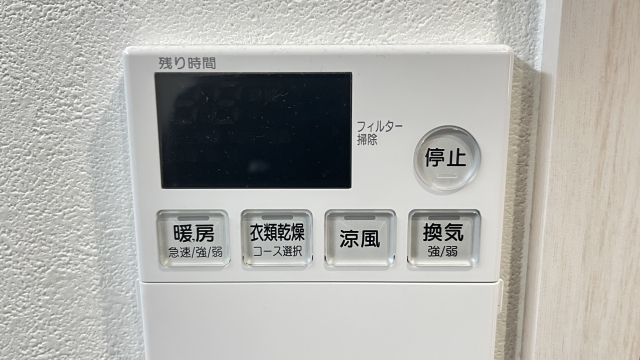 残り時間
フィルター
掃除
停止
暖房
急速/強/弱
衣類乾燥
コース選択
涼風
換気
強/弱